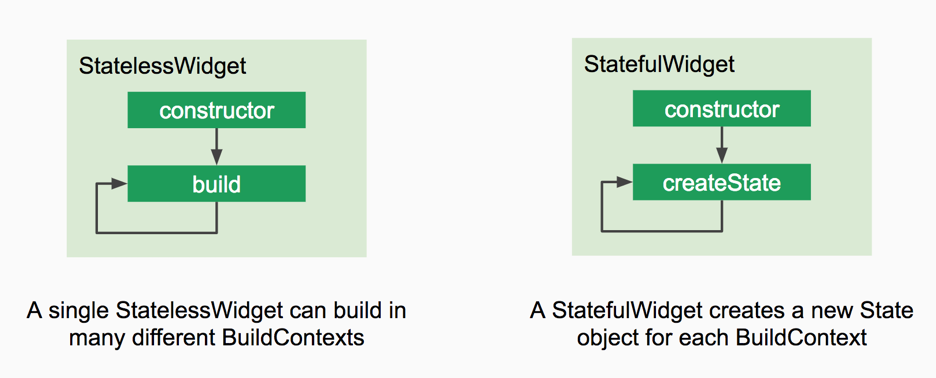 StatelessWidget
constructor
build
A single StatelessWidget can build in
many different BuildContexts
StatefulWidget
constructor
createState
A StatefulWidget creates a new State
object for each BuildContext